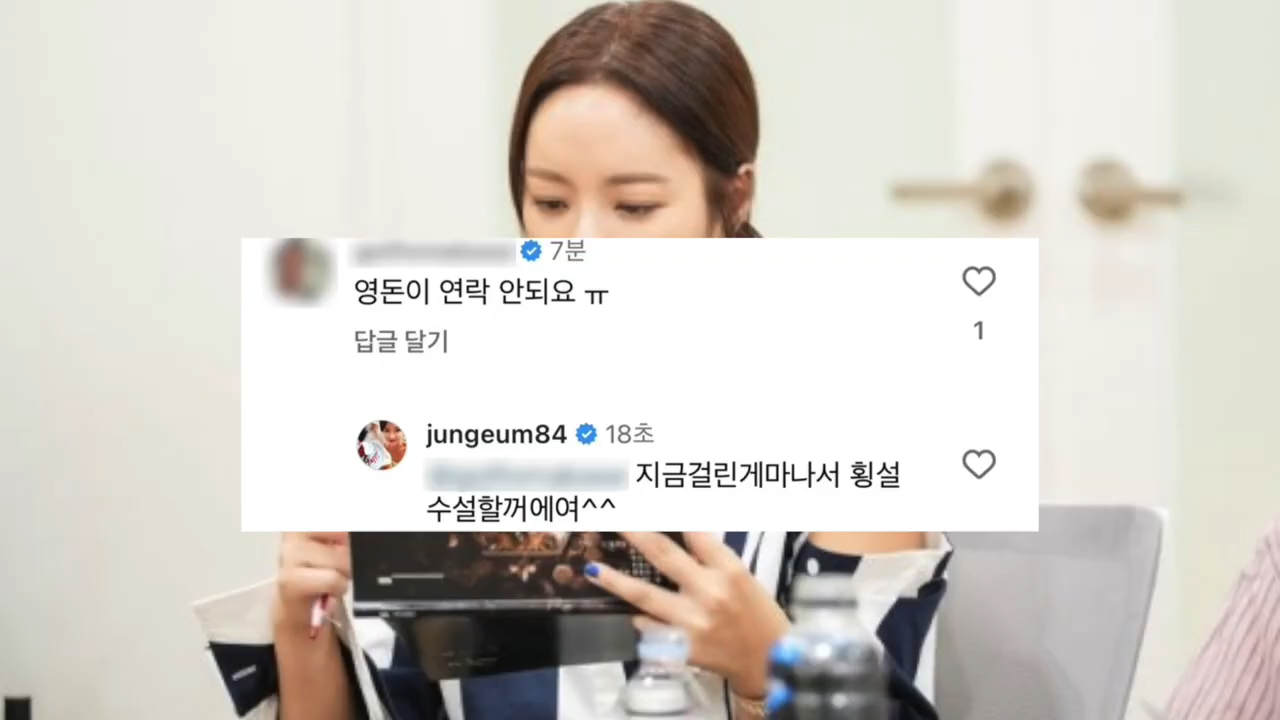 7분
영돈이 연락 안되요 ㅠ
1
답글 달기
jungeum84 18초
지금걸린게마나서 횡설
수설할꺼에여^^